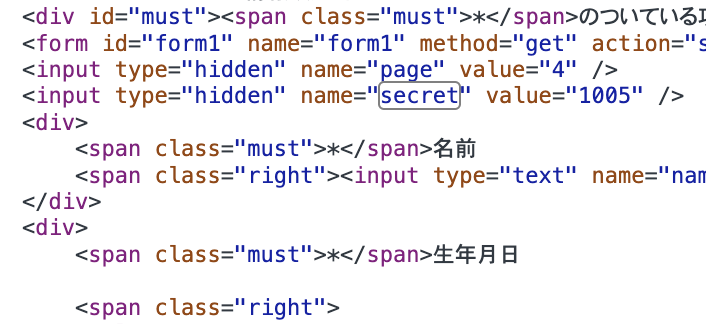 <div id="must"><span class="must">*</span>のついている
<form id="form1" name="form1" method="get" action="s
<input type="hidden" name="page" value="4" />
<input type="hidden" name="secret" value="1005" />
<div>
<span class="must">*</span>名前
<span class="right"><input type="text" name="nam
</div>
<div>
<span class="must">*</span>生年月日
<span class="right">